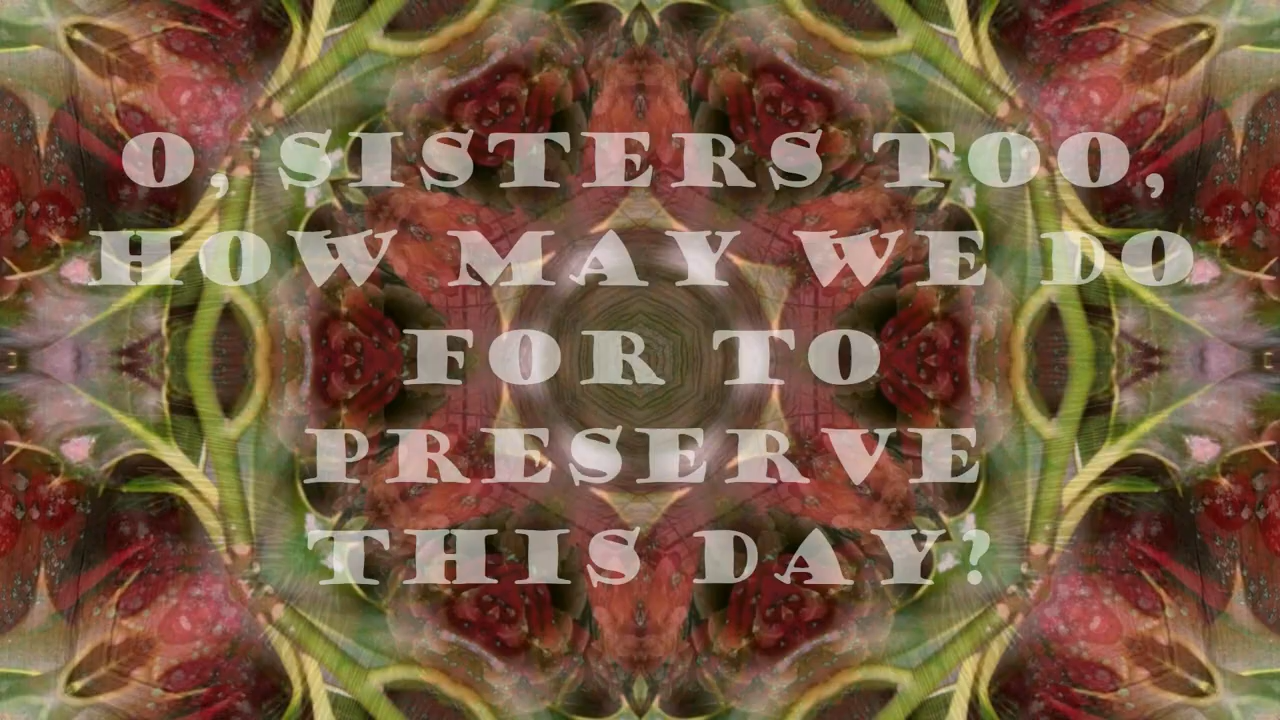 O, SISTERS TOO,
HOW MAY WE DO
FOR TO
PRESERVE
THIS DAY?